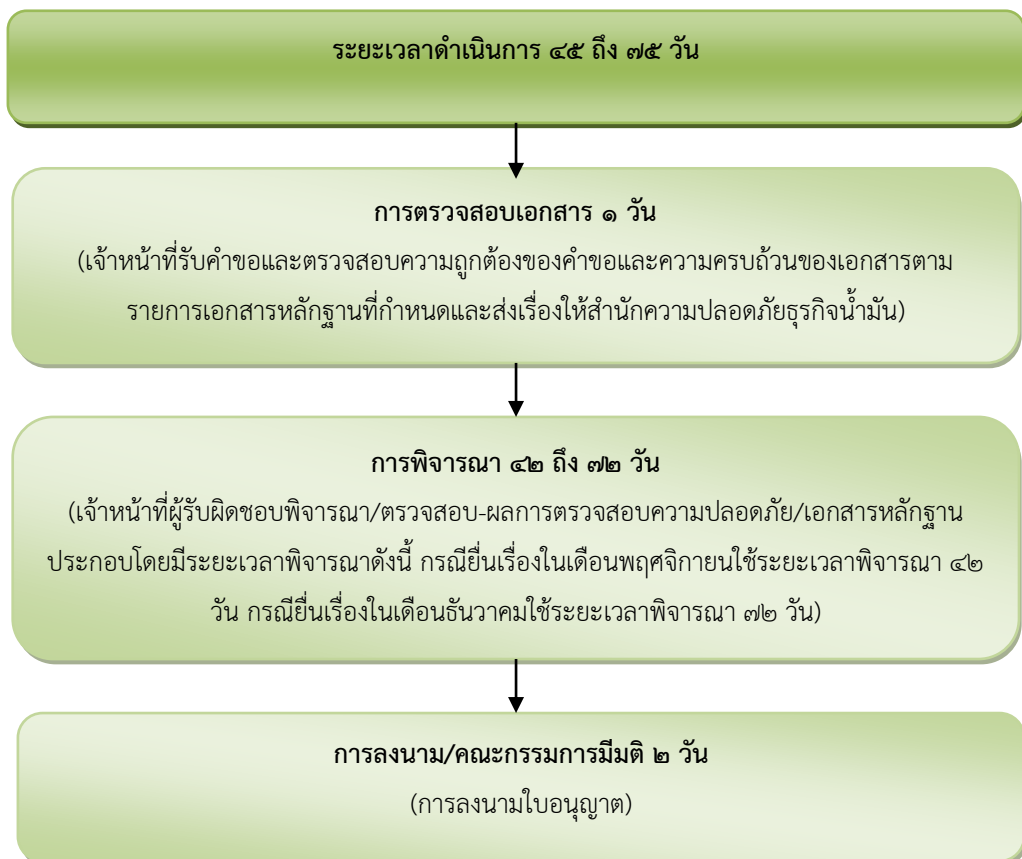 ระยะเวลาดำเนินการ ๔๕ ถึง ๗๕ วัน
การตรวจสอบเอกสาร ๑ วัน
(เจ้าหน้าที่รับคำขอและตรวจสอบความถูกต้องของคำขอและความครบถ้วนของเอกสารตาม
รายการเอกสารหลักฐานที่กำหนดและส่งเรื่องให้สำนักความปลอดภัยธุรกิจน้ำมัน)
การพิจารณา ๔๒ ถึง ๗๒ วัน
(เจ้าหน้าที่ผู้รับผิดชอบพิจารณา/ตรวจสอบ-ผลการตรวจสอบความปลอดภัย/เอกสารหลักฐาน
ประกอบโดยมีระยะเวลาพิจารณาดังนี้ กรณียื่นเรื่องในเดือนพฤศจิกายนใช้ระยะเวลาพิจารณา ๔๒
วัน กรณียื่นเรื่องในเดือนธันวาคมใช้ระยะเวลาพิจารณา ๗๒ วัน)
การลงนาม/คณะกรรมการมีมติ ๒ วัน
(การลงนามใบอนุญาต)